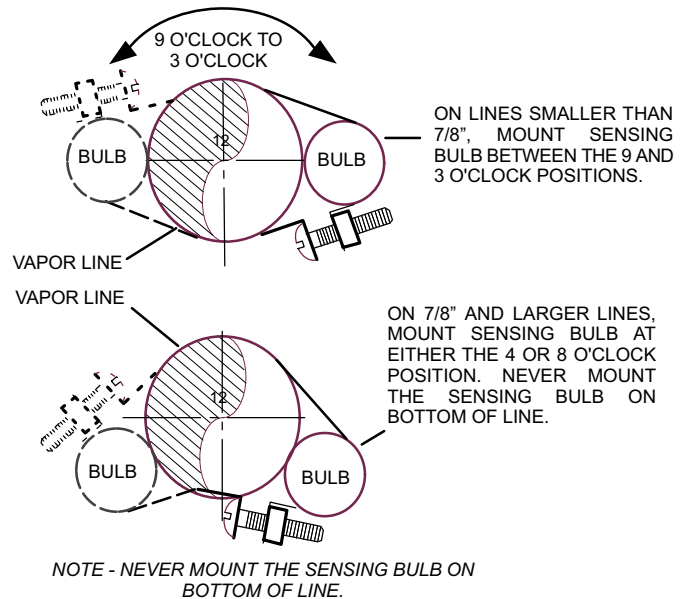 9 O'CLOCK TO
3 O'CLOCK
12
BULB
BULB
ON LINES SMALLER THAN
7/8”, MOUNT SENSING
BULB BETWEEN THE 9 AND
3 O'CLOCK POSITIONS.
VAPOR LINE
VAPOR LINE
ON 7/8” AND LARGER LINES,
MOUNT SENSING BULB AT
EITHER THE 4 OR 8 O'CLOCK
POSITION. NEVER MOUNT
THE SENSING BULB ON
BOTTOM OF LINE.
12
BULB
BULB
NOTE - NEVER MOUNT THE SENSING BULB ON
BOTTOM OF LINE.